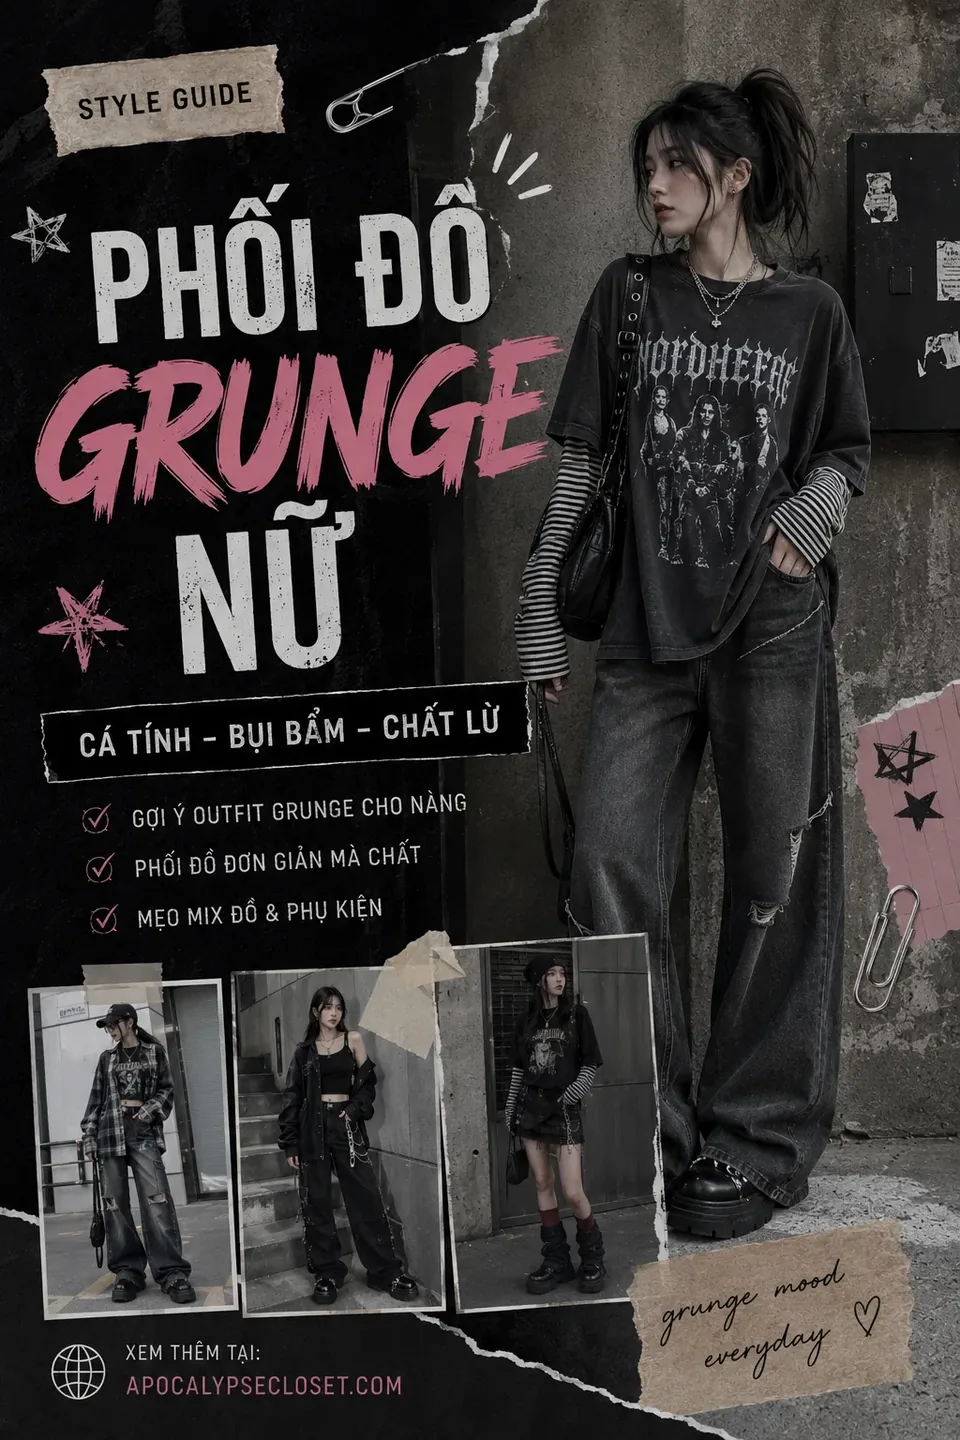 STYLE GUIDE
PHỐI ĐỒ
GRUNGE
NỮ
CÁ TÍNH – BỤI BẨM – CHẤT LỪ
GỢI Ý OUTFIT GRUNGE CHO NÀNG
PHỐI ĐỒ ĐƠN GIẢN MÀ CHẤT
MẸO MIX ĐỒ & PHỤ KIỆN
XEM THÊM TẠI:
APOCALYPSECLOSET.COM
grunge mood
everyday